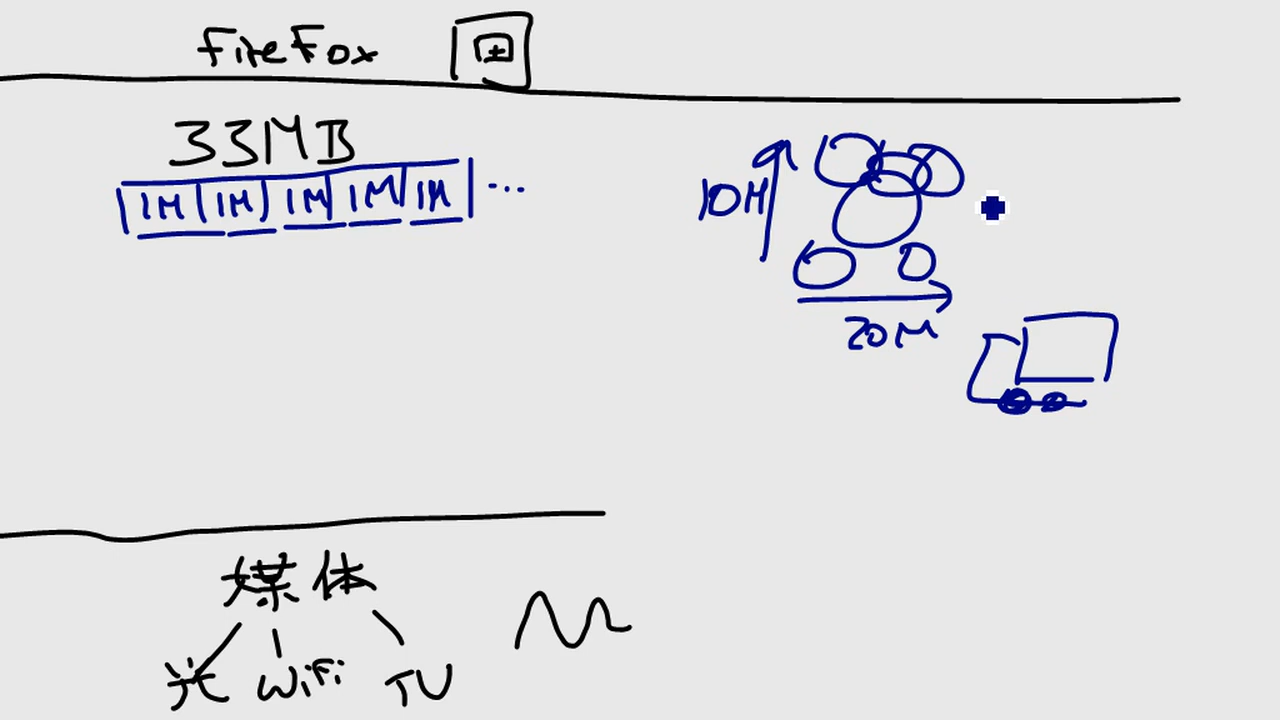 FireFox
33MB
1M 1M 1M 1M 1M ...
10M
20M
媒体
光 WiFi TV